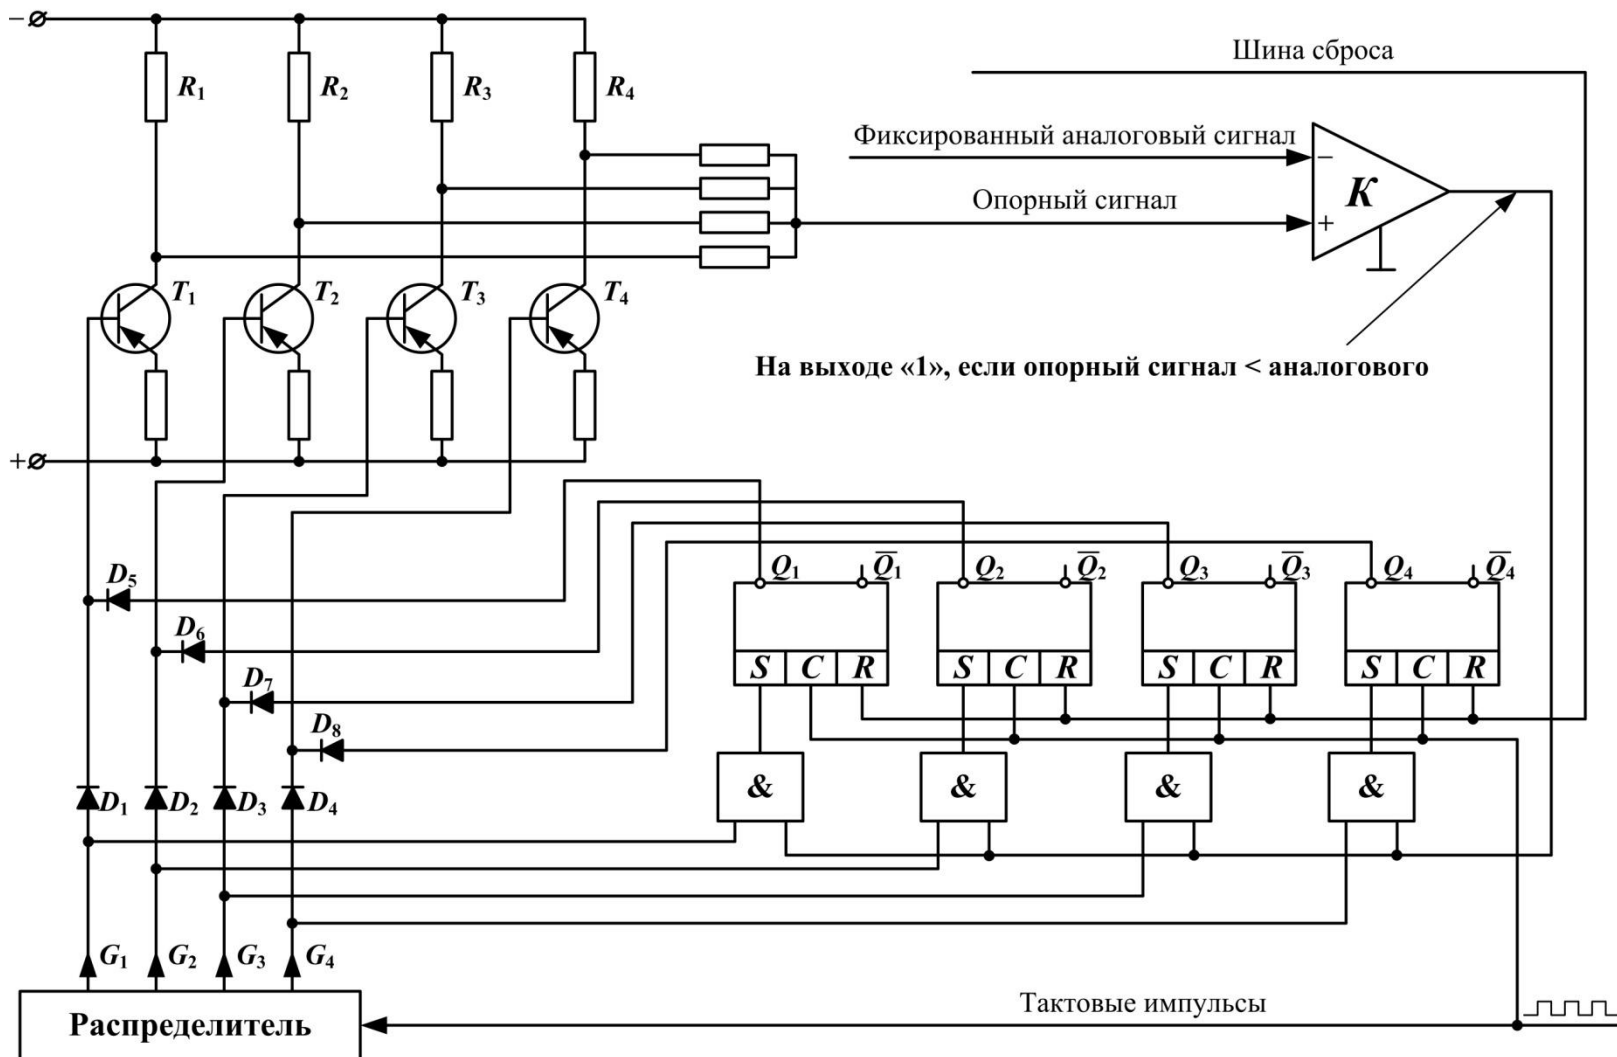 −
Шина сброса
R1 R2 R3 R4
Фиксированный аналоговый сигнал
−
K
Опорный сигнал
+
T1 T2 T3 T4
На выходе «1», если опорный сигнал < аналогового
+
Q1 Q̅1 Q2 Q̅2 Q3 Q̅3 Q4 Q̅4
D5
D6
S C R S C R S C R S C R
D7
D8
& & & &
D1 D2 D3 D4
G1 G2 G3 G4
Тактовые импульсы
Распределитель